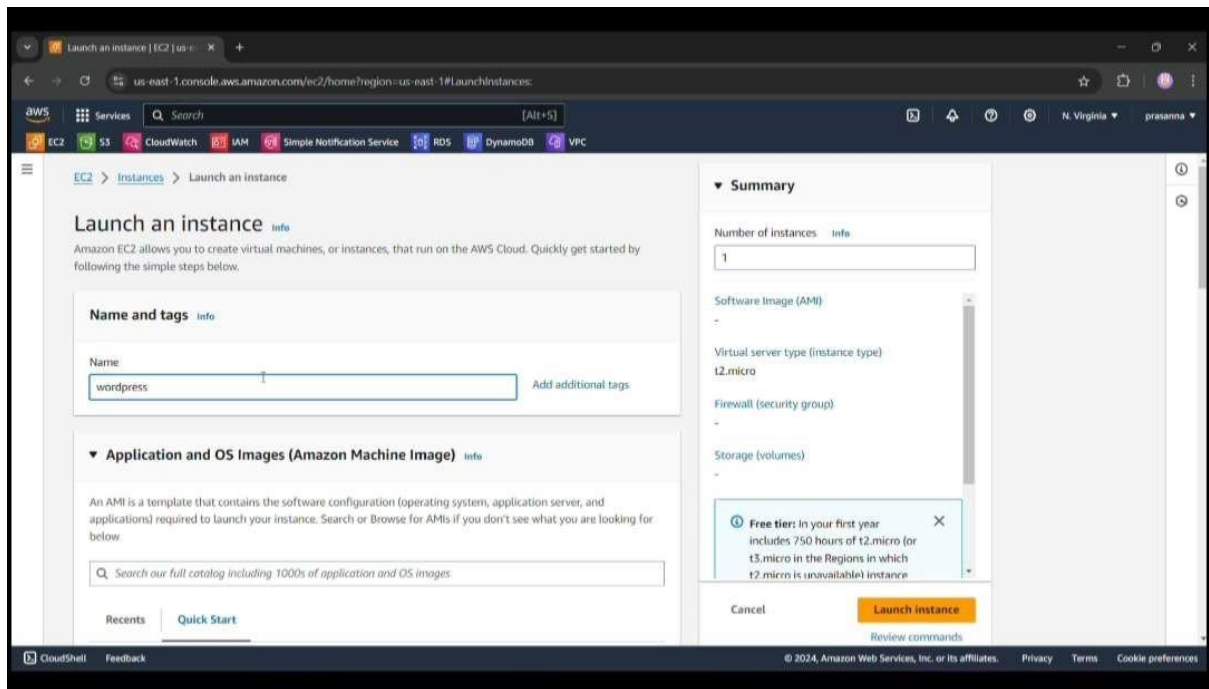 Launch an instance | EC2 | us-e
us-east-1.console.aws.amazon.com/ec2/home?region=us-east-1#LaunchInstances:
aws
Services
Search
[Alt+S]
N. Virginia
prasanna
EC2
S3
CloudWatch
IAM
Simple Notification Service
RDS
DynamoDB
VPC
EC2 > Instances > Launch an instance
Launch an instance Info
Amazon EC2 allows you to create virtual machines, or instances, that run on the AWS Cloud. Quickly get started by
following the simple steps below.
Name and tags Info
Name
wordpress
Add additional tags
Application and OS Images (Amazon Machine Image) Info
An AMI is a template that contains the software configuration (operating system, application server, and
applications) required to launch your instance. Search or Browse for AMIs if you don't see what you are looking for
below
Search our full catalog including 1000s of application and OS images
Recents
Quick Start
Summary
Number of instances Info
1
Software Image (AMI)
-
Virtual server type (instance type)
t2.micro
Firewall (security group)
-
Storage (volumes)
-
Free tier: In your first year
includes 750 hours of t2.micro (or
t3.micro in the Regions in which
t2.micro is unavailable) instance
Cancel
Launch instance
Review commands
CloudShell
Feedback
© 2024, Amazon Web Services, Inc. or its affiliates.
Privacy
Terms
Cookie preferences